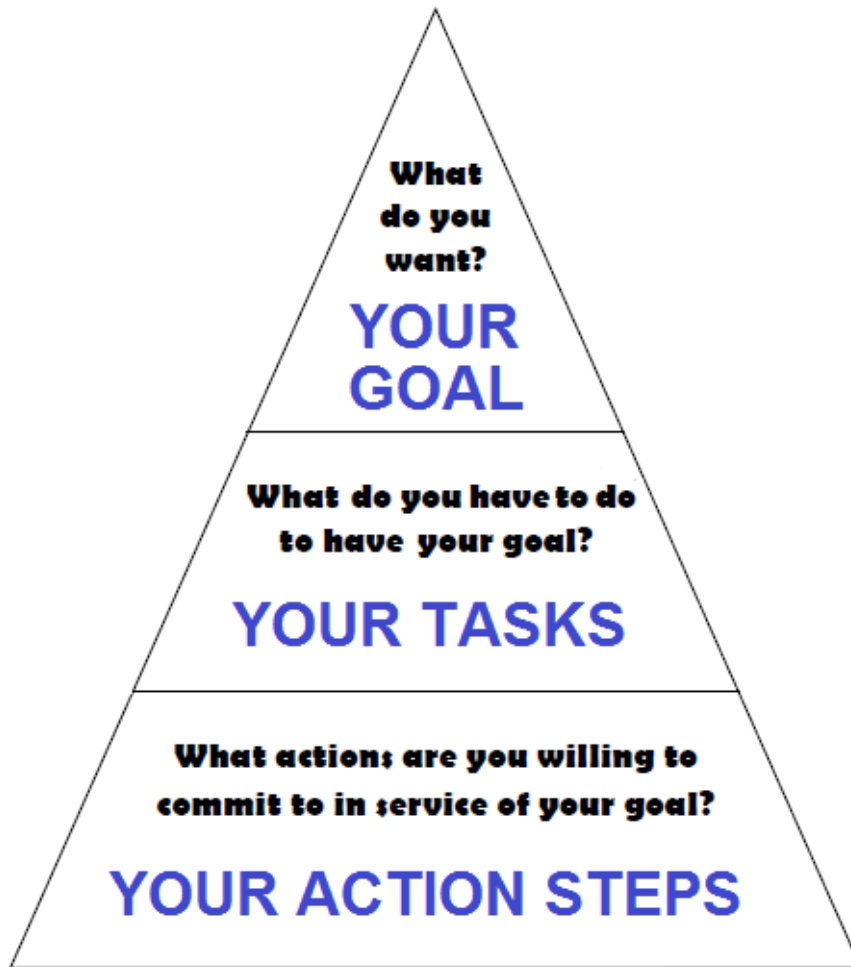 What
do you
want?
YOUR
GOAL
What do you have to do
to have your goal?
YOUR TASKS
What actions are you willing to
commit to in service of your goal?
YOUR ACTION STEPS